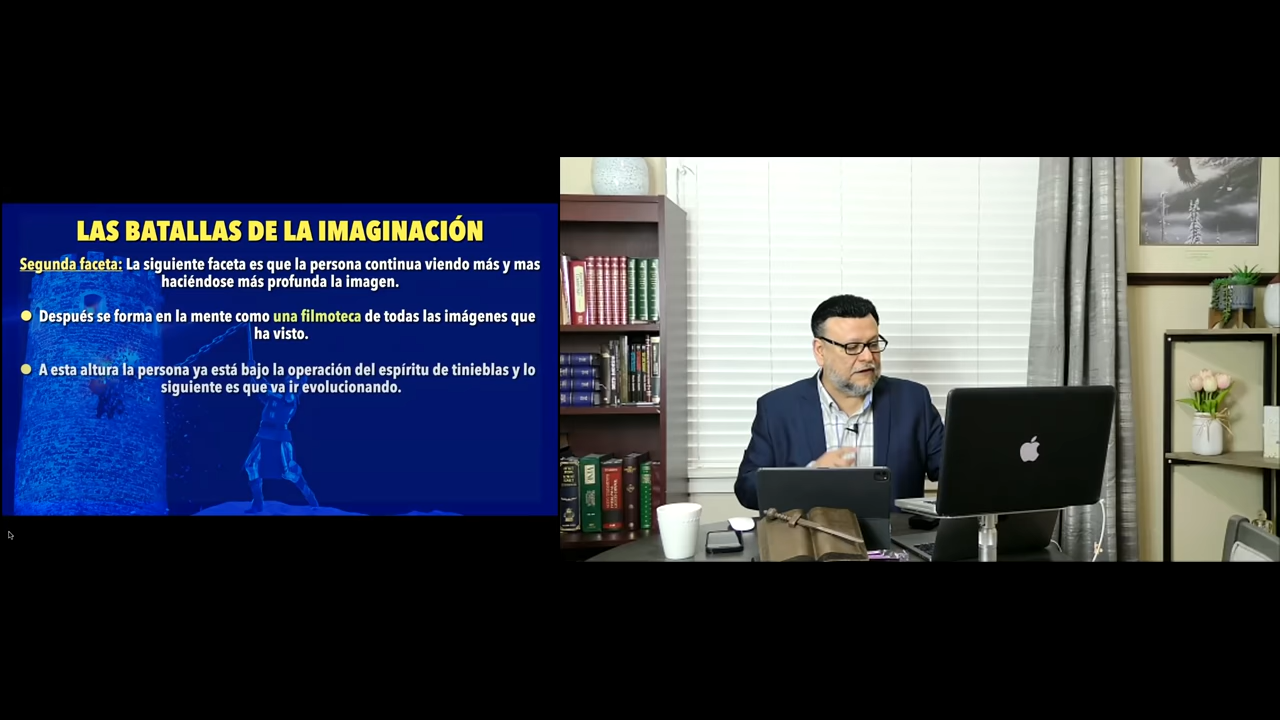 LAS BATALLAS DE LA IMAGINACIÓN
Segunda faceta: La siguiente faceta es que la persona continua viendo más y mas
haciéndose más profunda la imagen.
Después se forma en la mente como una filmoteca de todas las imágenes que
ha visto.
A esta altura la persona ya está bajo la operación del espíritu de tinieblas y lo
siguiente es que va ir evolucionando.